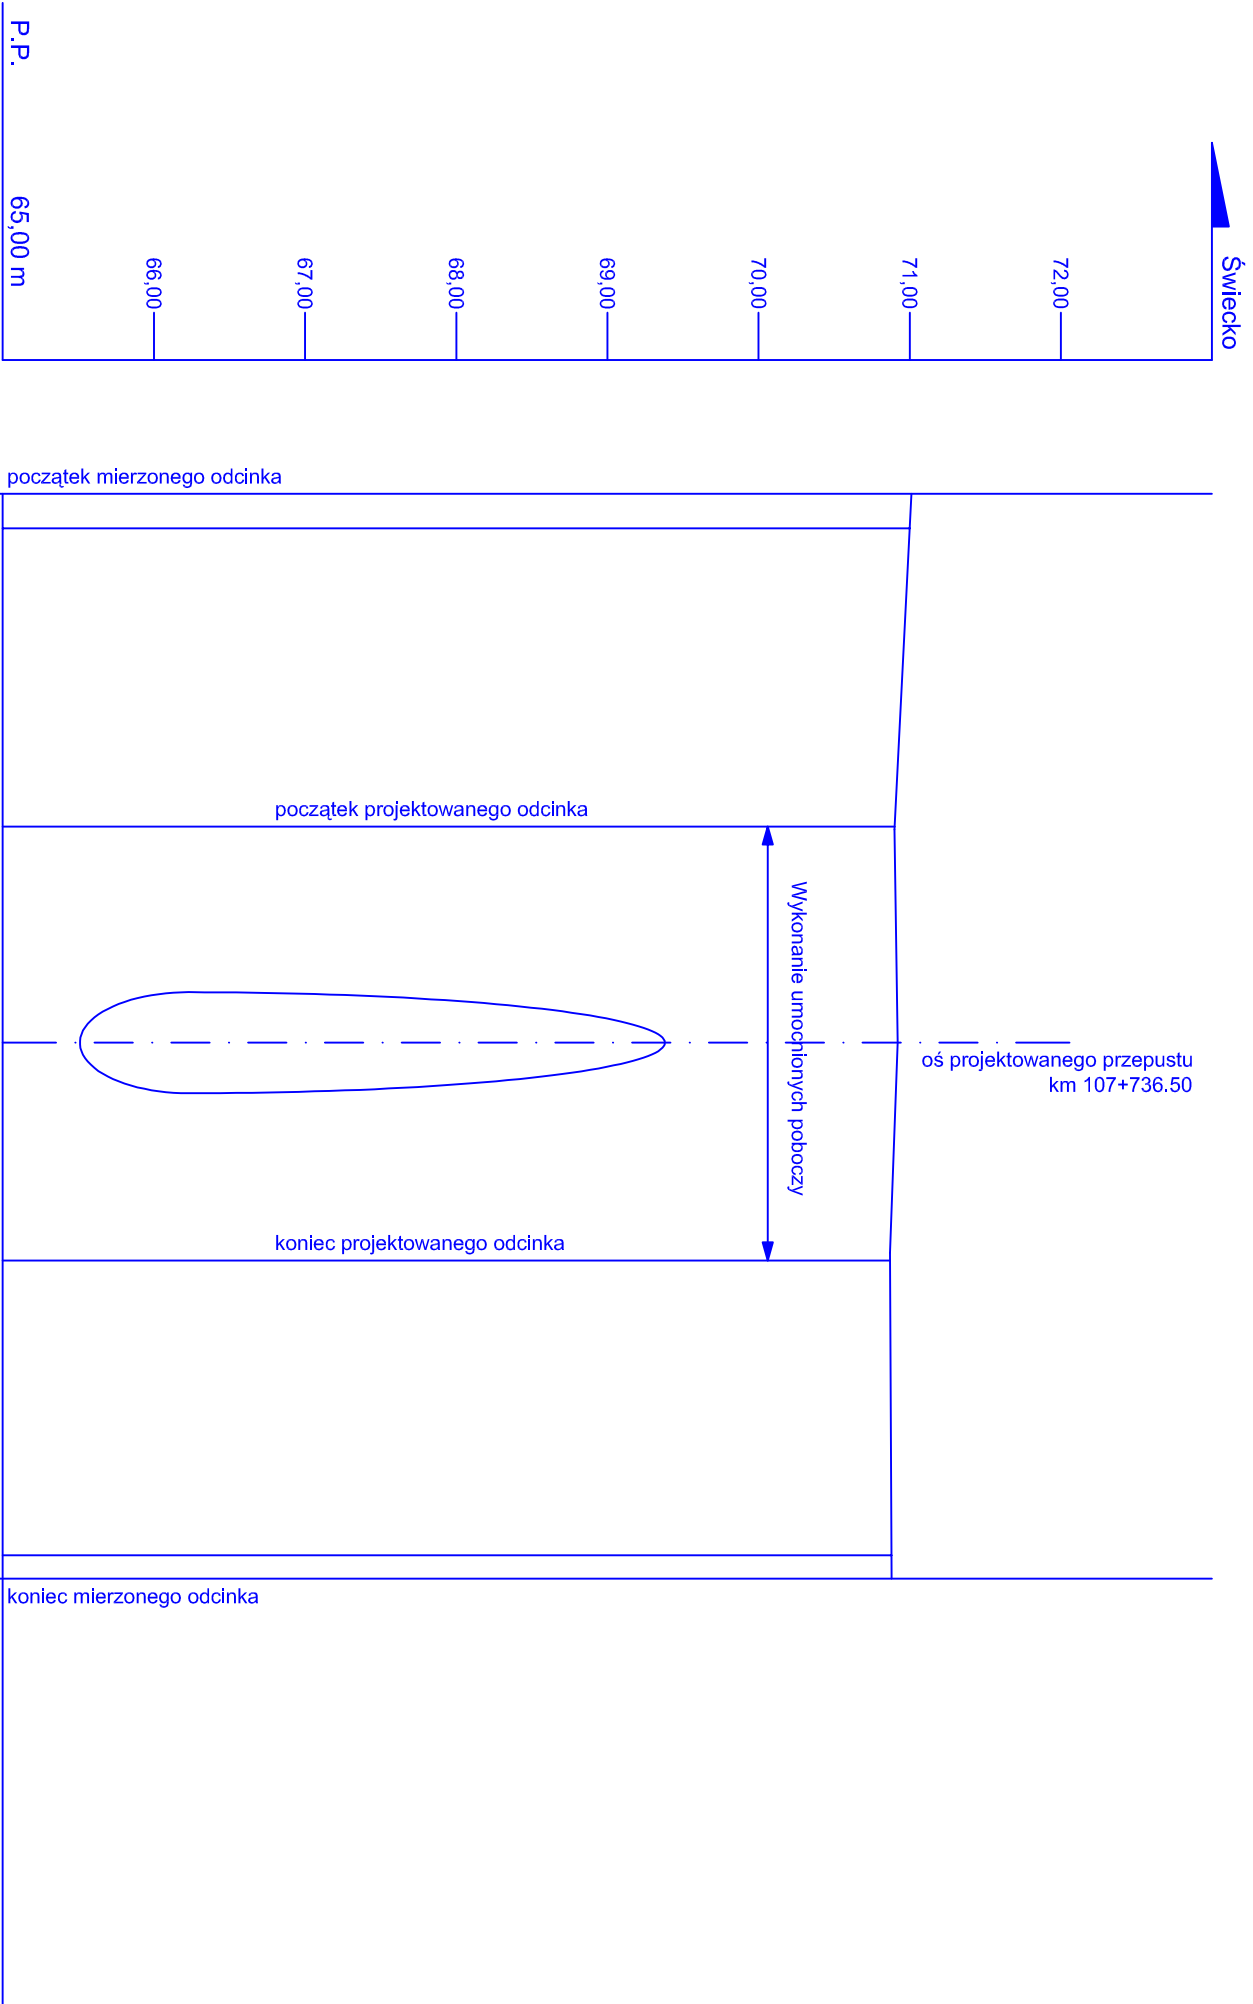 Świecko
72,00
71,00
70,00
69,00
68,00
67,00
66,00
P.P. 65,00 m
początek mierzonego odcinka
początek projektowanego odcinka
Wykonanie umocnionych poboczy
oś projektowanego przepustu
km 107+736.50
koniec projektowanego odcinka
koniec mierzonego odcinka